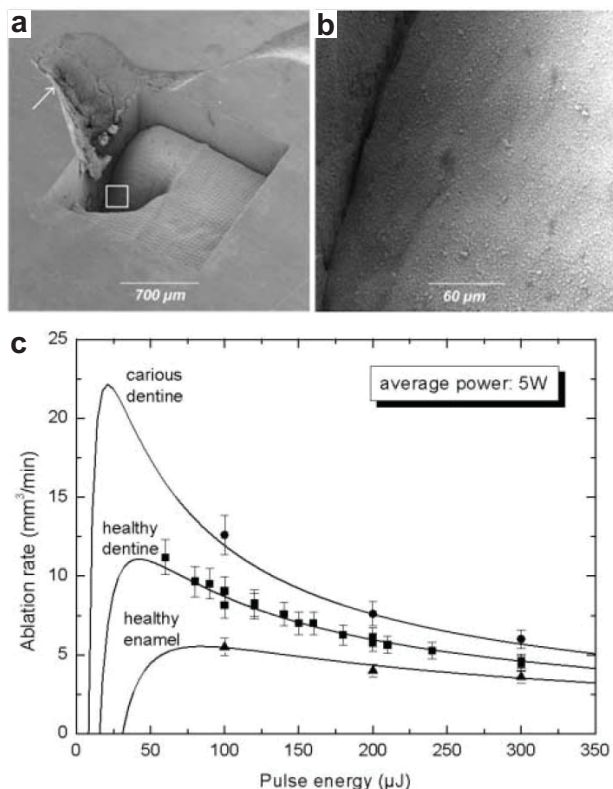 a
b
700 µm
60 µm
c
25
20
15
10
5
0
Ablation rate (mm³/min)
carious
dentine
average power: 5W
healthy
dentine
healthy
enamel
0 50 100 150 200 250 300 350
Pulse energy (µJ)